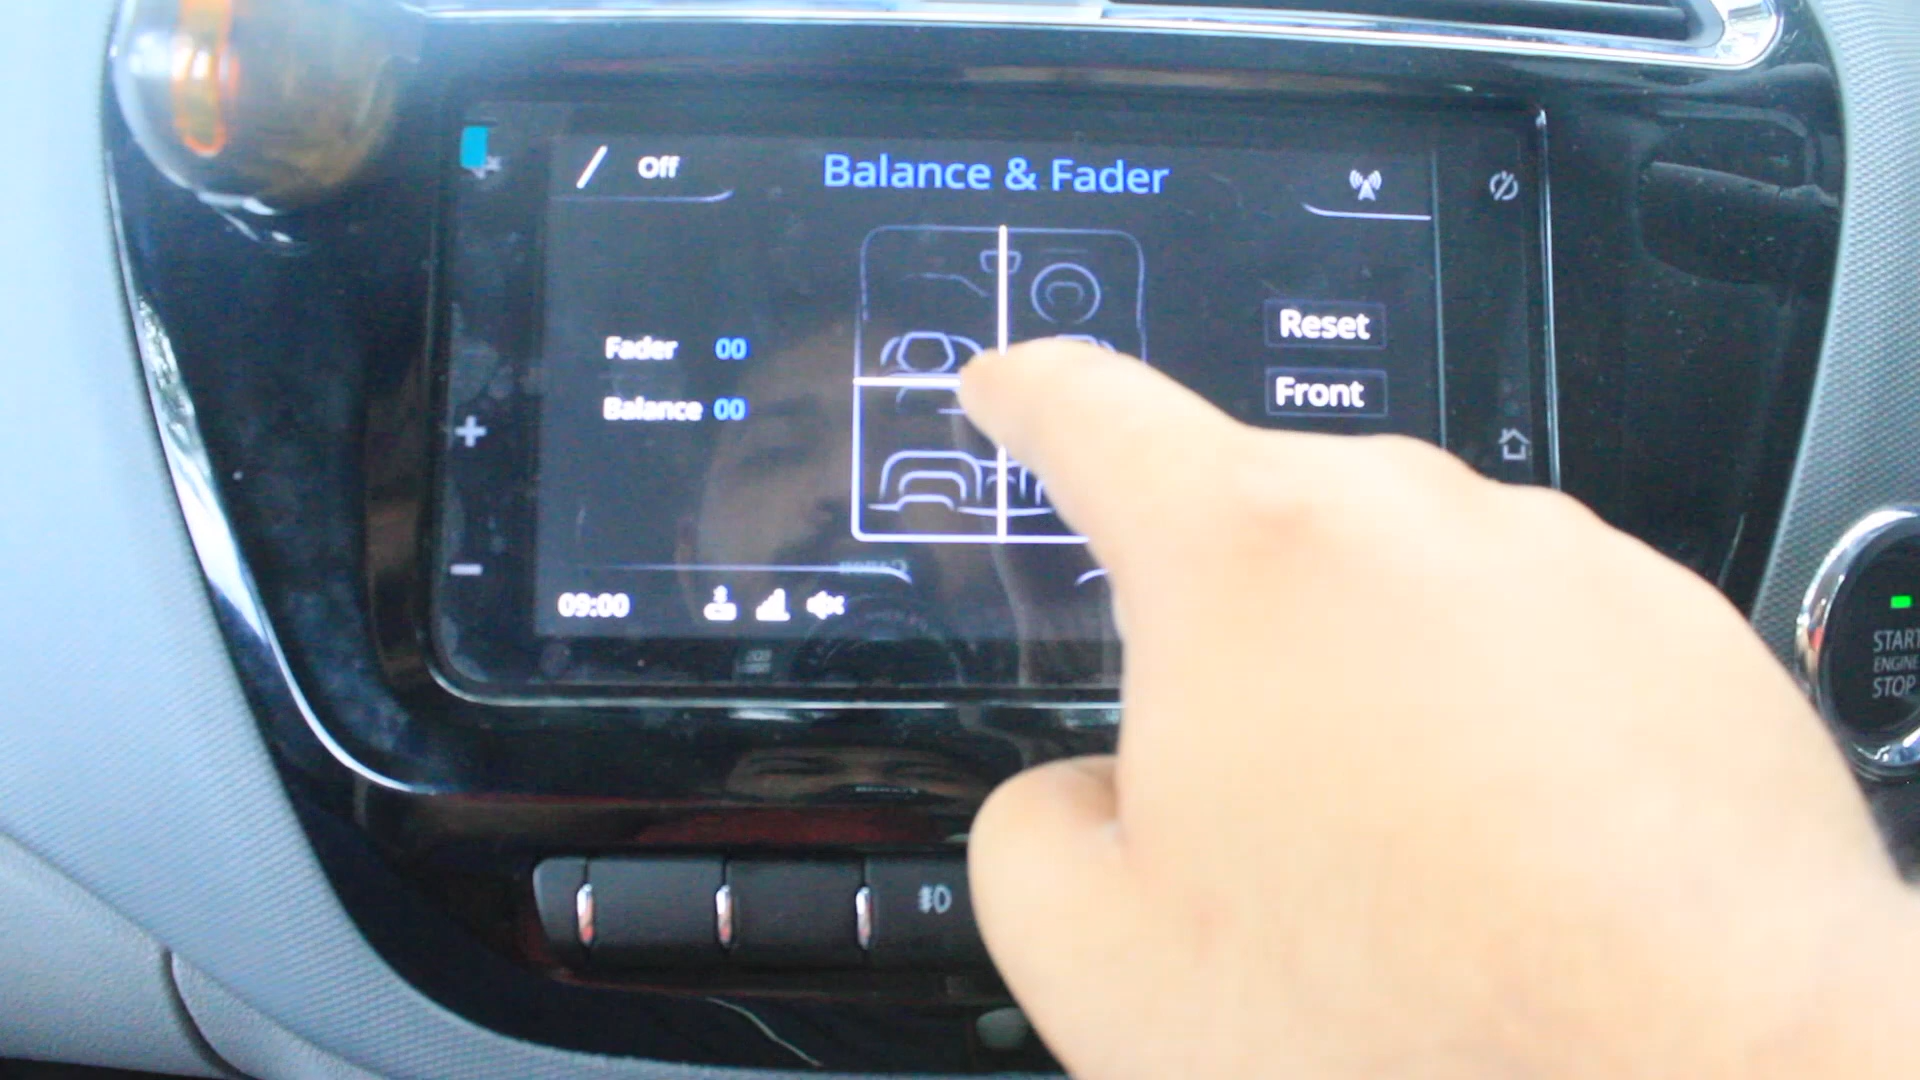 Off
Balance & Fader
Fader 00
Balance 00
Reset
Front
09:00
START
ENGINE
STOP